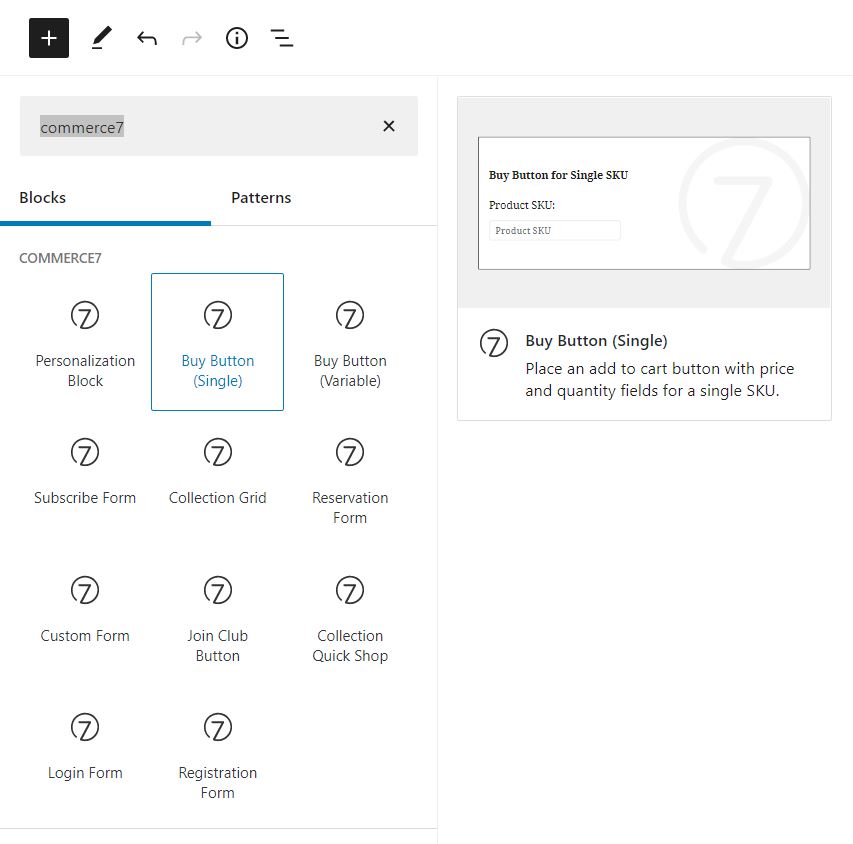 commerce7
Blocks
Patterns
COMMERCE7
Personalization
Block
Buy Button
(Single)
Buy Button
(Variable)
Subscribe Form
Collection Grid
Reservation
Form
Custom Form
Join Club
Button
Collection
Quick Shop
Login Form
Registration
Form
Buy Button for Single SKU
Product SKU:
Product SKU
Buy Button (Single)
Place an add to cart button with price
and quantity fields for a single SKU.